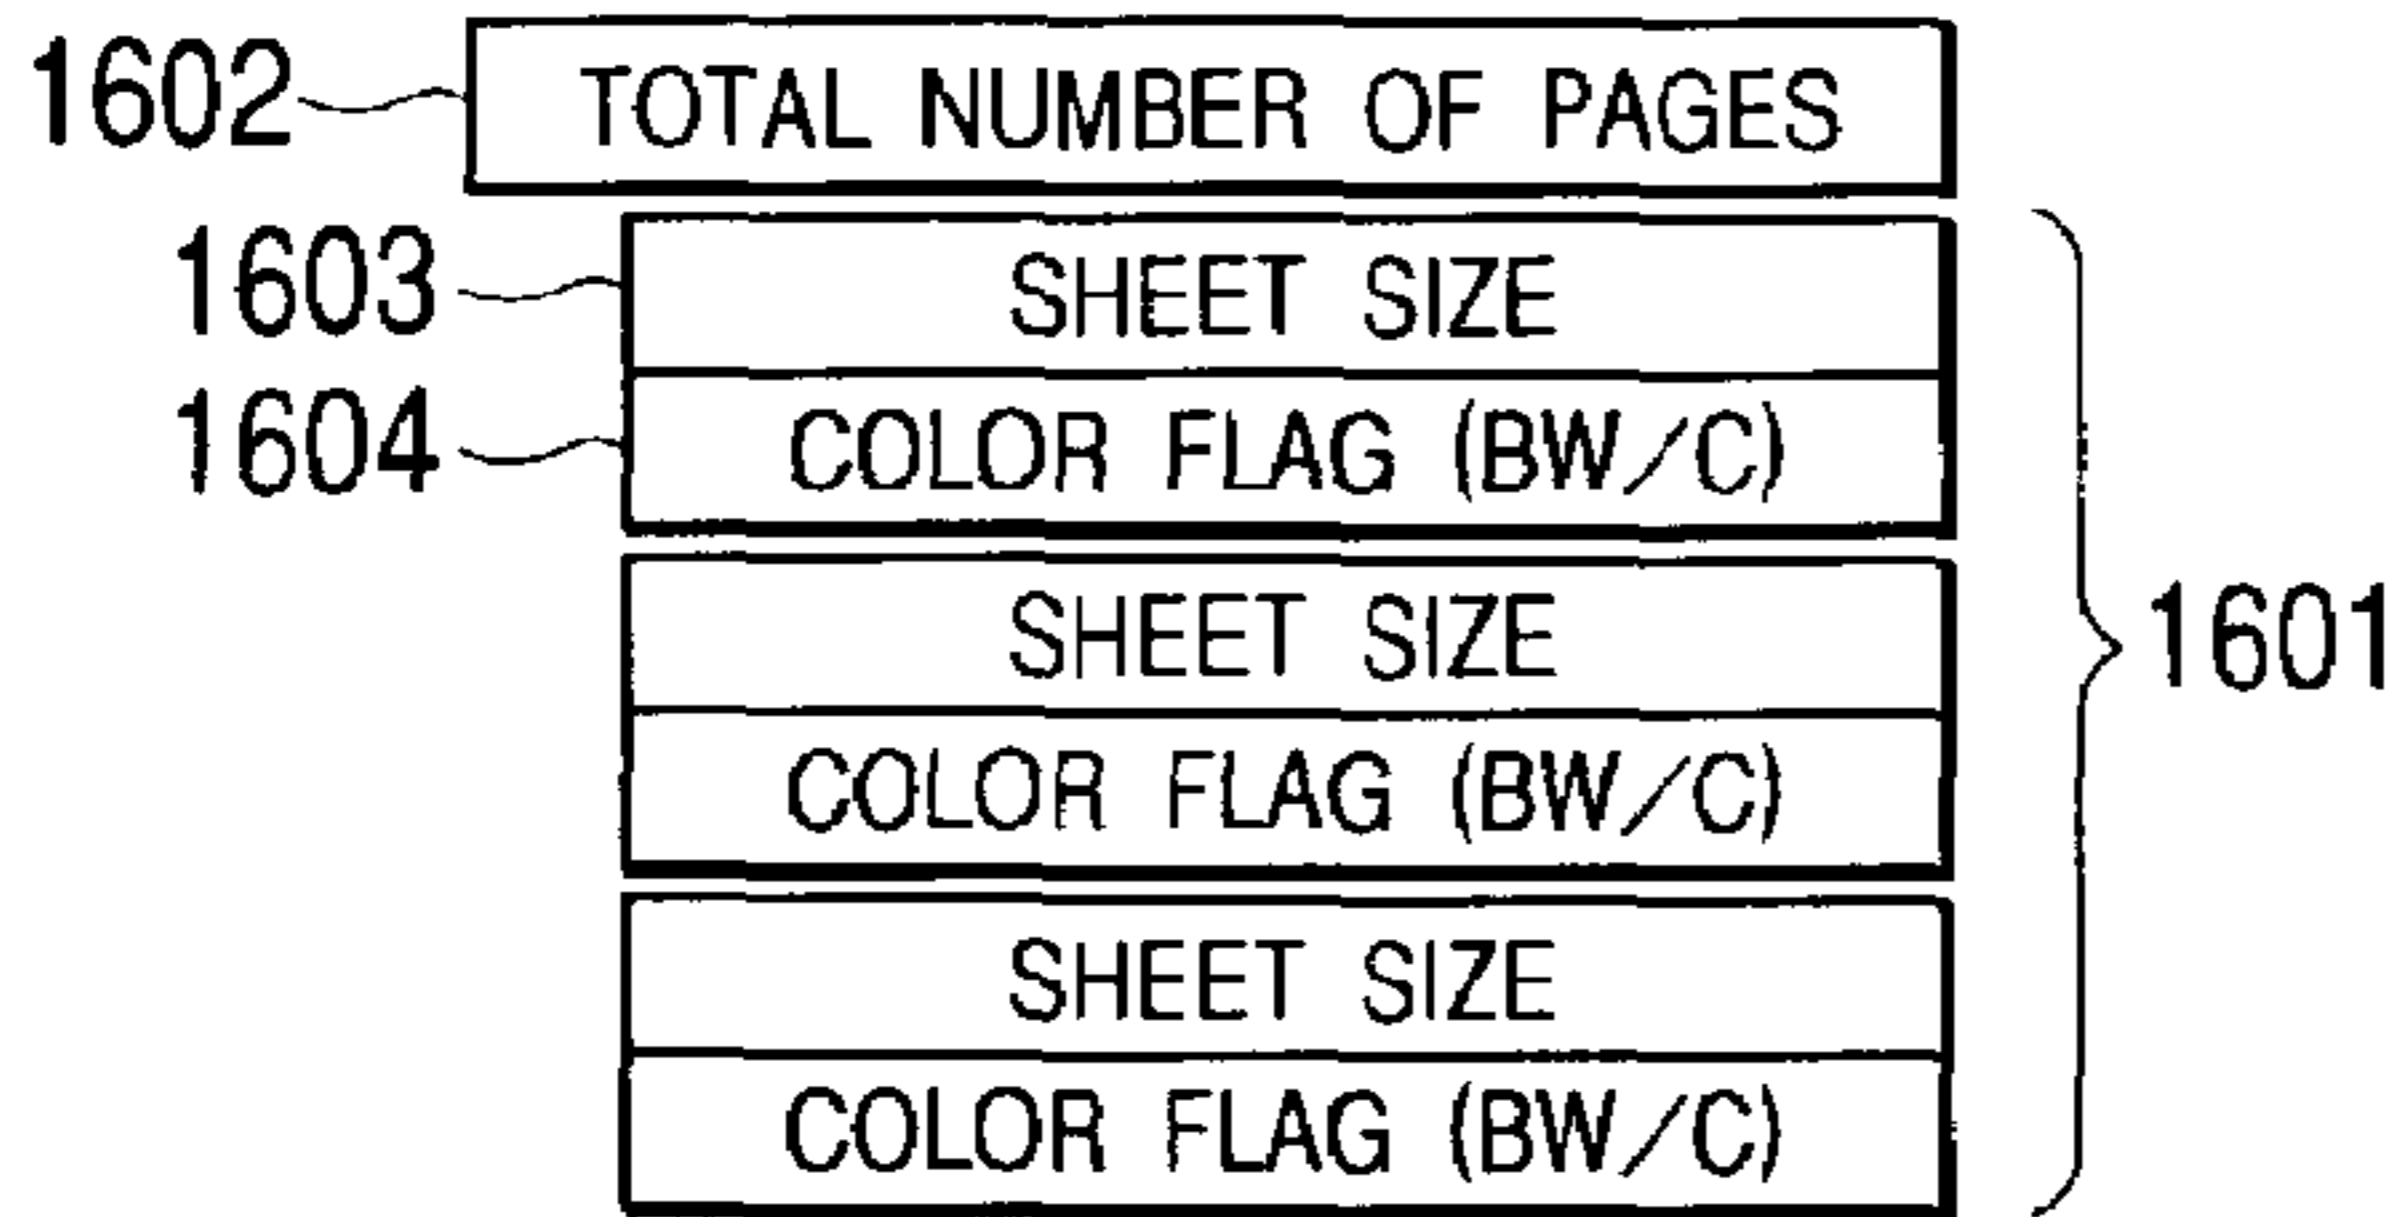 1602 TOTAL NUMBER OF PAGES
1603 SHEET SIZE
1604 COLOR FLAG (BW/C)
SHEET SIZE
1601
COLOR FLAG (BW/C)
SHEET SIZE
COLOR FLAG (BW/C)